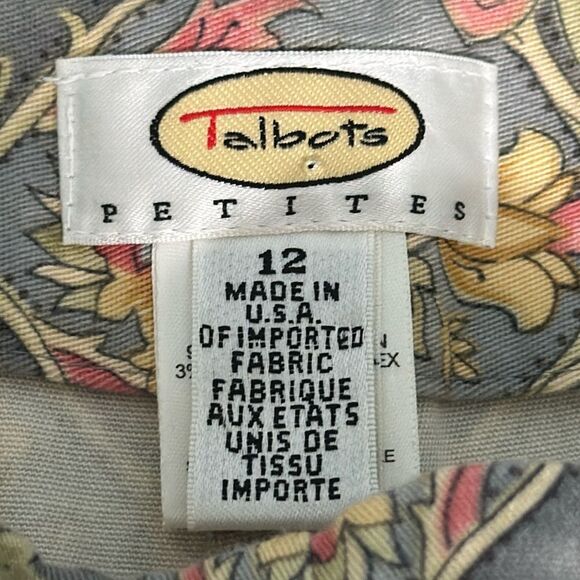 Talbots
PETITES
12
MADE IN
U.S.A.
OF IMPORTED
FABRIC
FABRIQUE
AUX ETATS
UNIS DE
TISSU
IMPORTE